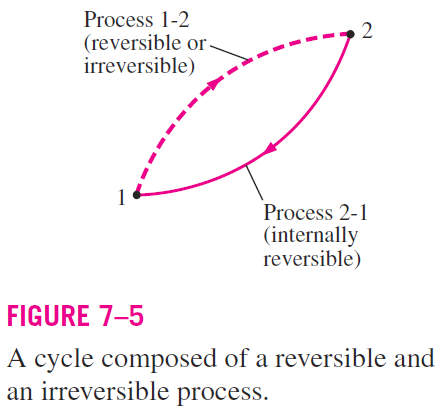 Process 1-2
(reversible or
irreversible)
2
1
Process 2-1
(internally
reversible)
FIGURE 7–5
A cycle composed of a reversible and
an irreversible process.